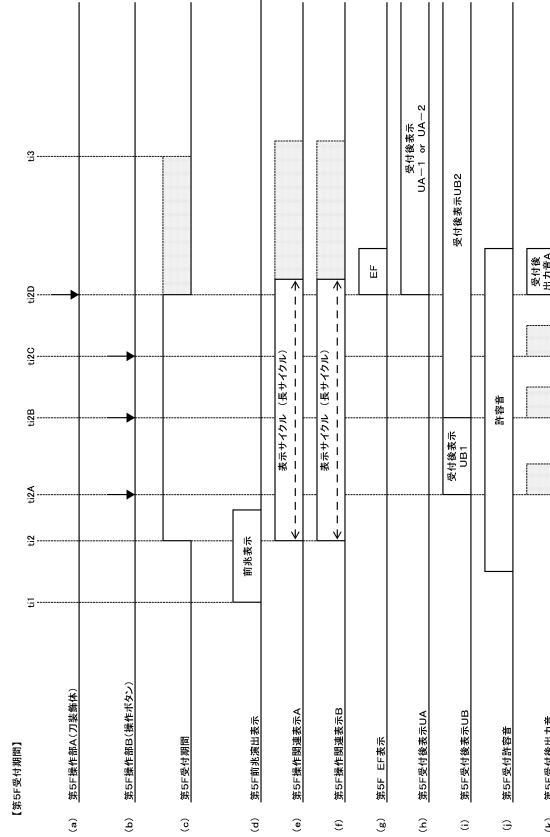 【第5F受付期間】
ti1
ti2
ti2A
ti2B
ti2C
ti2D
ti3
(a) 第5F操作部A(刀装飾体)
(b) 第5F操作部B(操作ボタン)
(c) 第5F受付期間
(d) 第5F前兆演出表示
前兆表示
(e) 第5F操作関連表示A
表示サイクル (長サイクル)
(f) 第5F操作関連表示B
表示サイクル (長サイクル)
(g) 第5F EF表示
EF
(h) 第5F受付後表示UA
受付後表示
UA-1 or UA-2
(i) 第5F受付後表示UB
受付後表示
UB1
受付後表示UB2
(j) 第5F受付許容音
許容音
(k) 第5F受付後出力音
受付後
出力音A